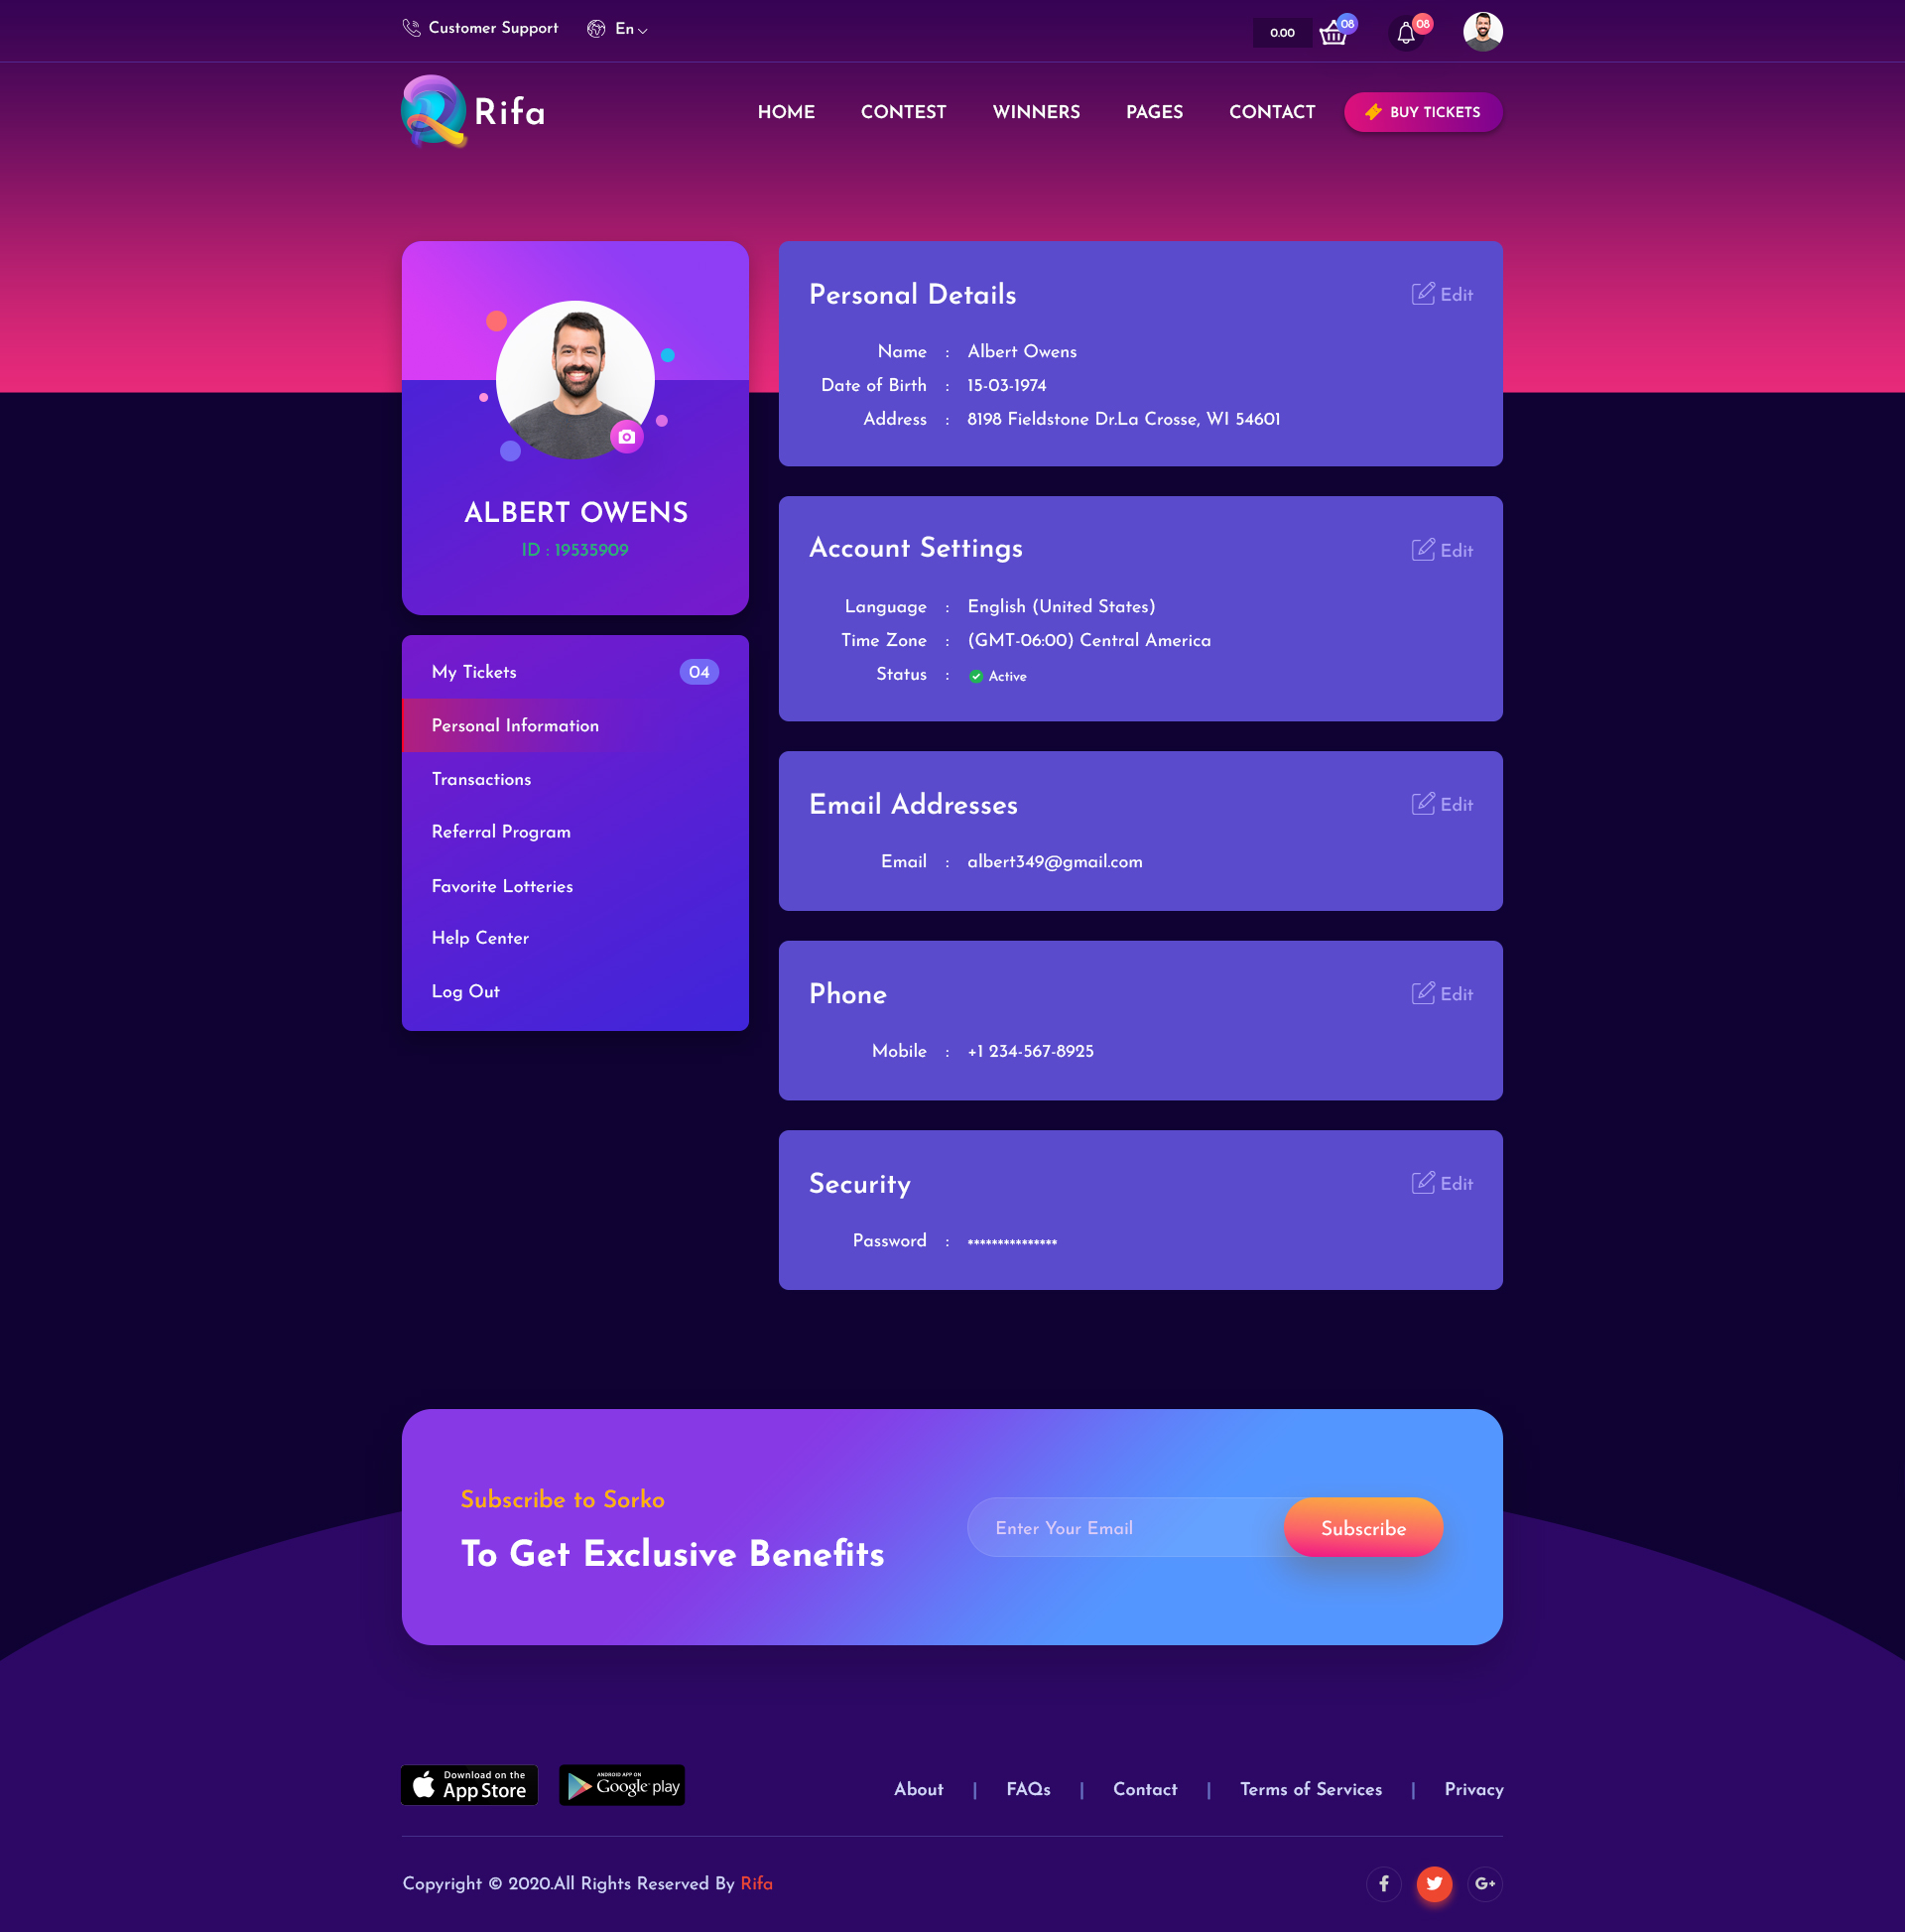 Customer Support
En
0.00
08
08
Rifa
HOME
CONTEST
WINNERS
PAGES
CONTACT
BUY TICKETS
ALBERT OWENS
ID : 19535909
My Tickets
04
Personal Information
Transactions
Referral Program
Favorite Lotteries
Help Center
Log Out
Personal Details
Edit
Name : Albert Owens
Date of Birth : 15-03-1974
Address : 8198 Fieldstone Dr.La Crosse, WI 54601
Account Settings
Edit
Language : English (United States)
Time Zone : (GMT-06:00) Central America
Status : Active
Email Addresses
Edit
Email : albert349@gmail.com
Phone
Edit
Mobile : +1 234-567-8925
Security
Edit
Password : ***************
Subscribe to Sorko
To Get Exclusive Benefits
Enter Your Email
Subscribe
Download on the
App Store
ANDROID APP ON
Google play
About | FAQs | Contact | Terms of Services | Privacy
Copyright © 2020.All Rights Reserved By Rifa
G+